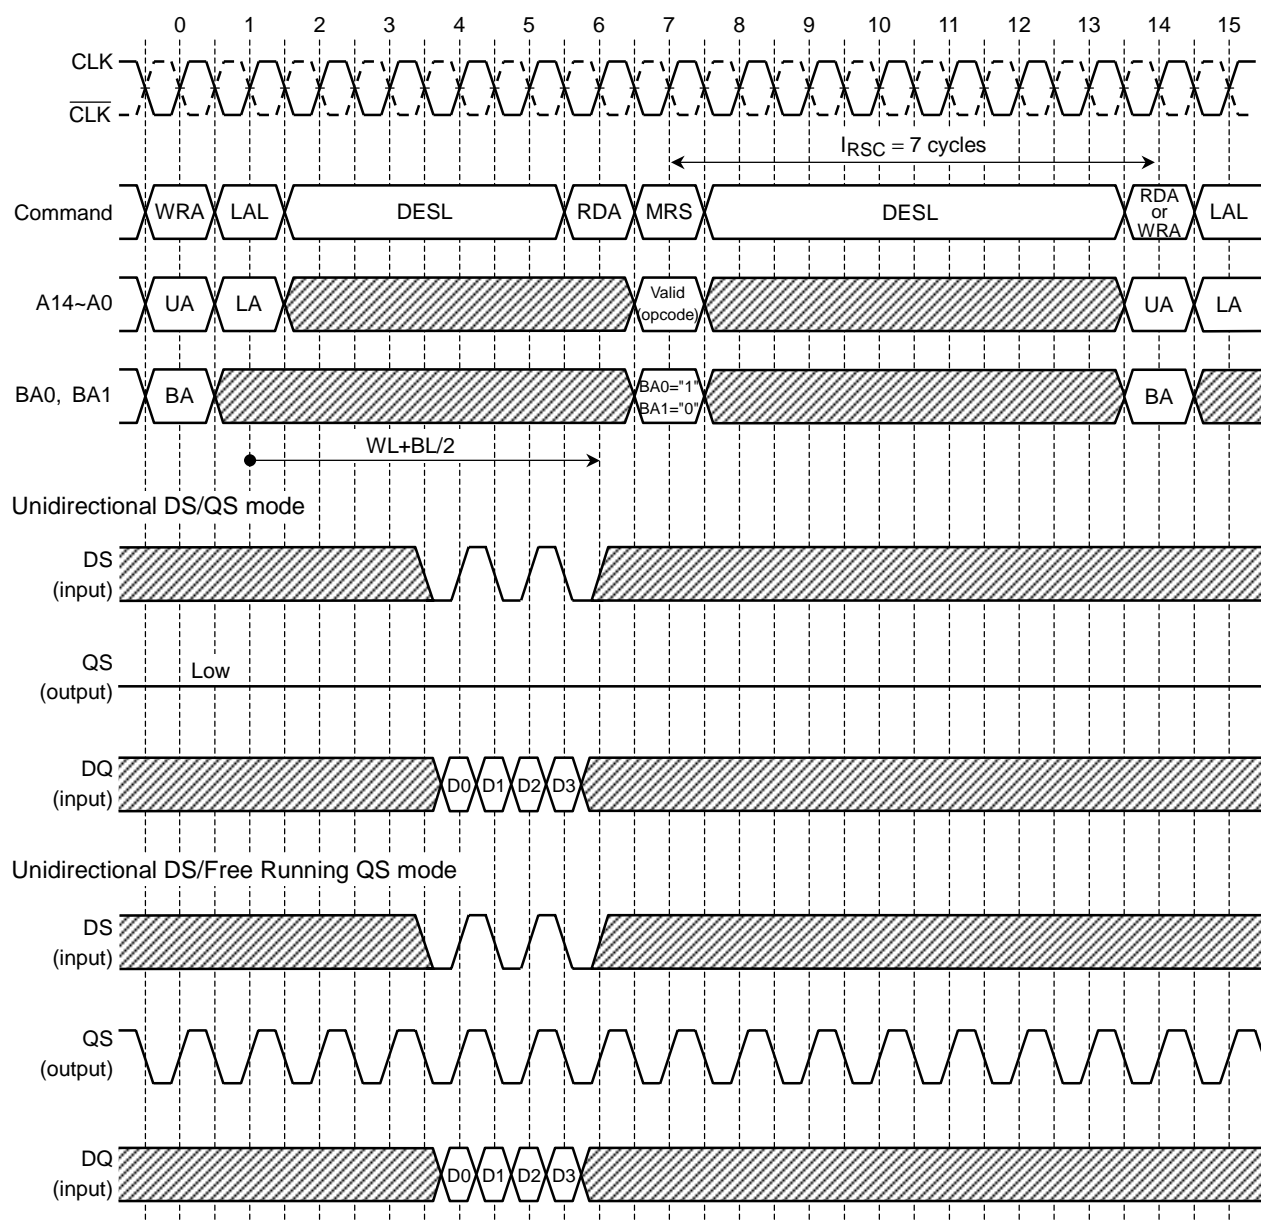 0 1 2 3 4 5 6 7 8 9 10 11 12 13 14 15
CLK
CLK
IRSC = 7 cycles
Command WRA LAL DESL RDA MRS DESL RDA or WRA LAL
A14~A0 UA LA Valid (opcode) UA LA
BA0, BA1 BA BA0="1" BA1="0" BA
WL+BL/2
Unidirectional DS/QS mode
DS
(input)
QS
Low
(output)
DQ
D0 D1 D2 D3
(input)
Unidirectional DS/Free Running QS mode
DS
(input)
QS
(output)
DQ
D0 D1 D2 D3
(input)